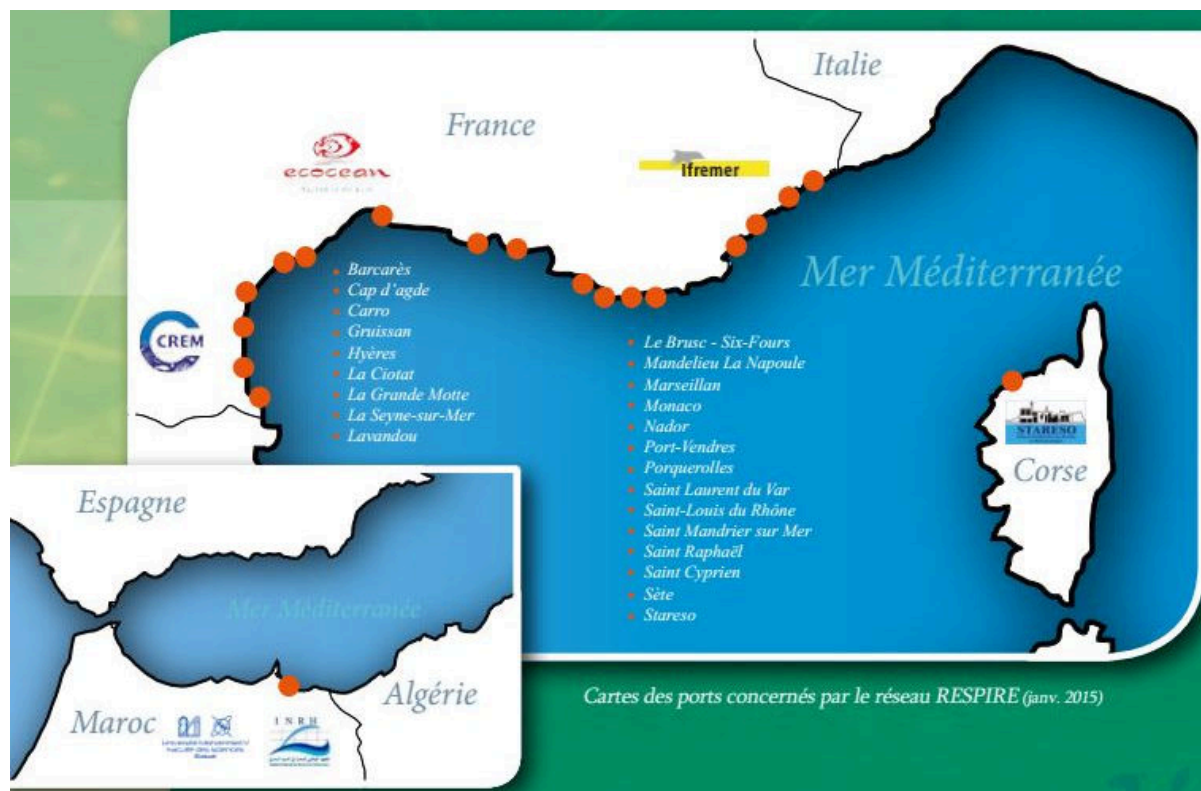 Italie
France
ecocean
Ifremer
Mer Méditerranée
CREM
Barcarès
Cap d'agde
Carro
Gruissan
Hyères
La Ciotat
La Grande Motte
La Seyne-sur-Mer
Lavandou
Le Brusc - Six-Fours
Mandelieu La Napoule
Marseillan
Monaco
Nador
Port-Vendres
Porquerolles
Saint Laurent du Var
Saint-Louis du Rhône
Saint Mandrier sur Mer
Saint Raphaël
Saint Cyprien
Sète
Stareso
STARESO
Corse
Espagne
Mer Méditerranée
Algérie
Maroc
INRH
Cartes des ports concernés par le réseau RESPIRE (janv. 2015)